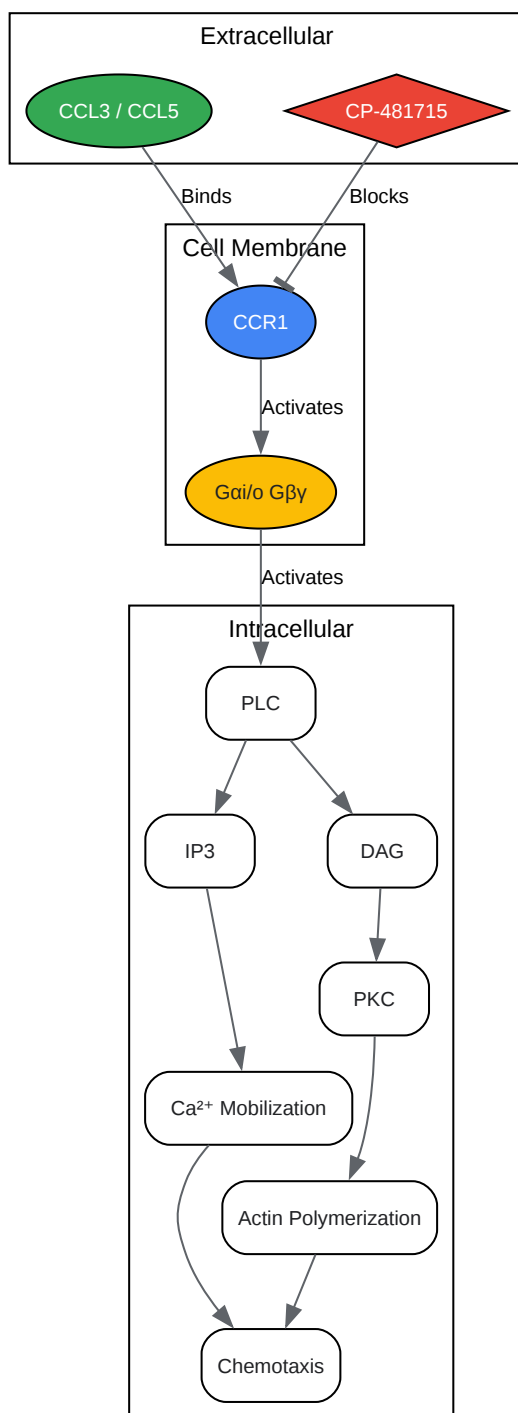 Extracellular
CCL3 / CCL5
CP-481715
Binds
Blocks
Cell Membrane
CCR1
Activates
Gαi/o Gβγ
Activates
Intracellular
PLC
IP3
DAG
PKC
Ca²⁺ Mobilization
Actin Polymerization
Chemotaxis